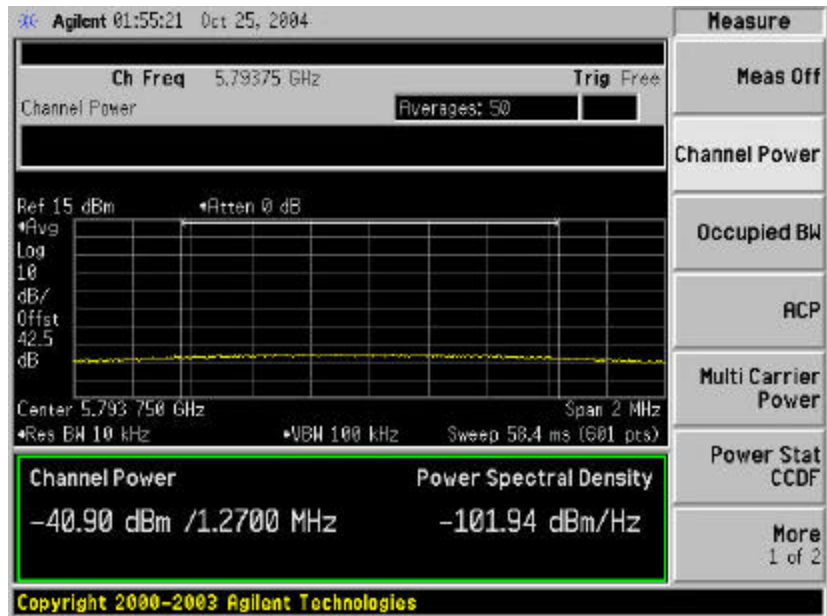 Agilent 01:55:21 Oct 25, 2004
Measure
Ch Freq 5.79375 GHz Trig Free
Channel Power Averages: 50
Meas Off
Channel Power
Occupied BW
ACP
Multi Carrier Power
Power Stat CCDF
More
1 of 2
Ref 15 dBm •Atten 0 dB
•Avg
Log
10
dB/
Offst
42.5
dB
Center 5.793 750 GHz Span 2 MHz
•Res BW 10 kHz •VBW 100 kHz Sweep 58.4 ms (601 pts)
Channel Power Power Spectral Density
-40.90 dBm /1.2700 MHz -101.94 dBm/Hz
Copyright 2000-2003 Agilent Technologies